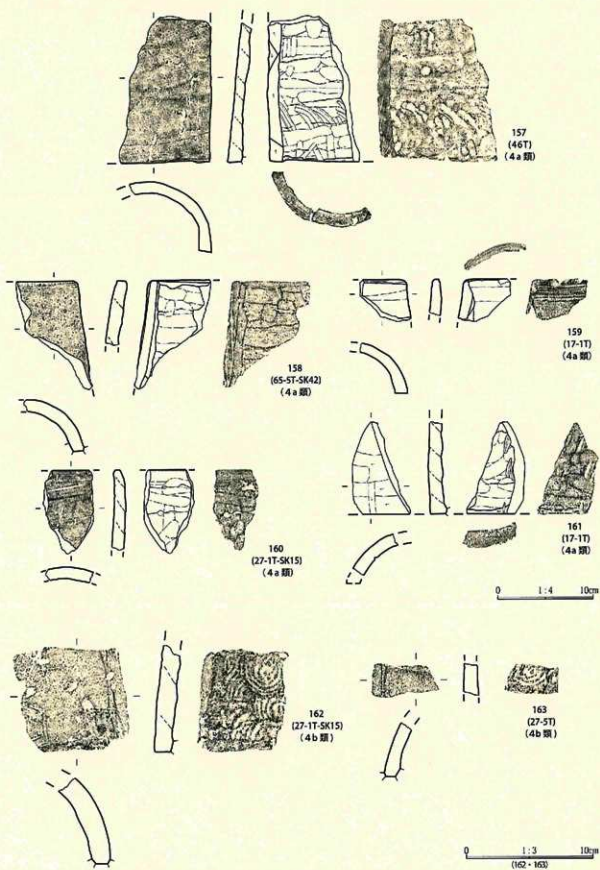 157
(46T)
(4a類)
158
(65-5T-SK42)
(4a類)
159
(17-1T)
(4a類)
160
(27-1T-SK15)
(4a類)
161
(17-1T)
(4a類)
0 1:4 10cm
162
(27-1T-SK15)
(4b類)
163
(27-5T)
(4b類)
0 1:3 10cm
(162・163)